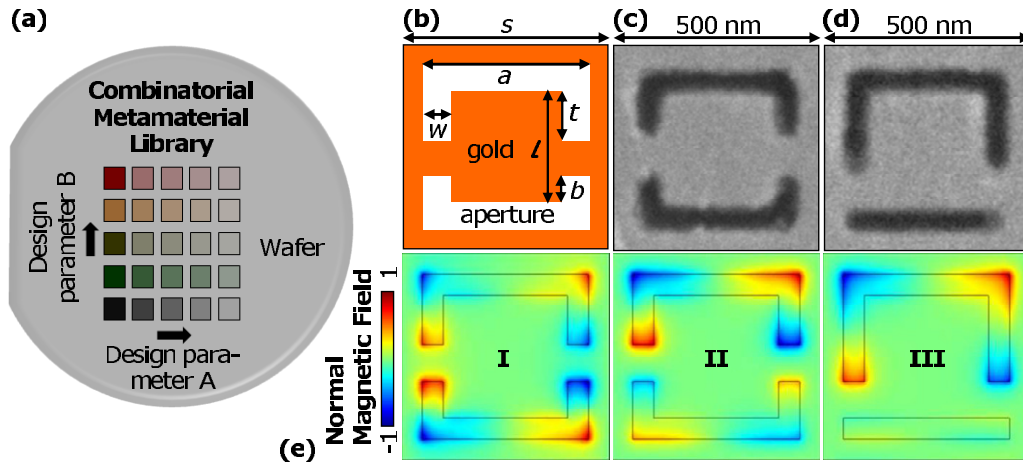 (a)
Combinatorial
Metamaterial
Library
Design
parameter B
Wafer
Design para-
meter A
(b)
s
a
w
t
gold
l
b
aperture
(c)
500 nm
(d)
500 nm
(e)
Normal
Magnetic Field
-1
1
I
II
III